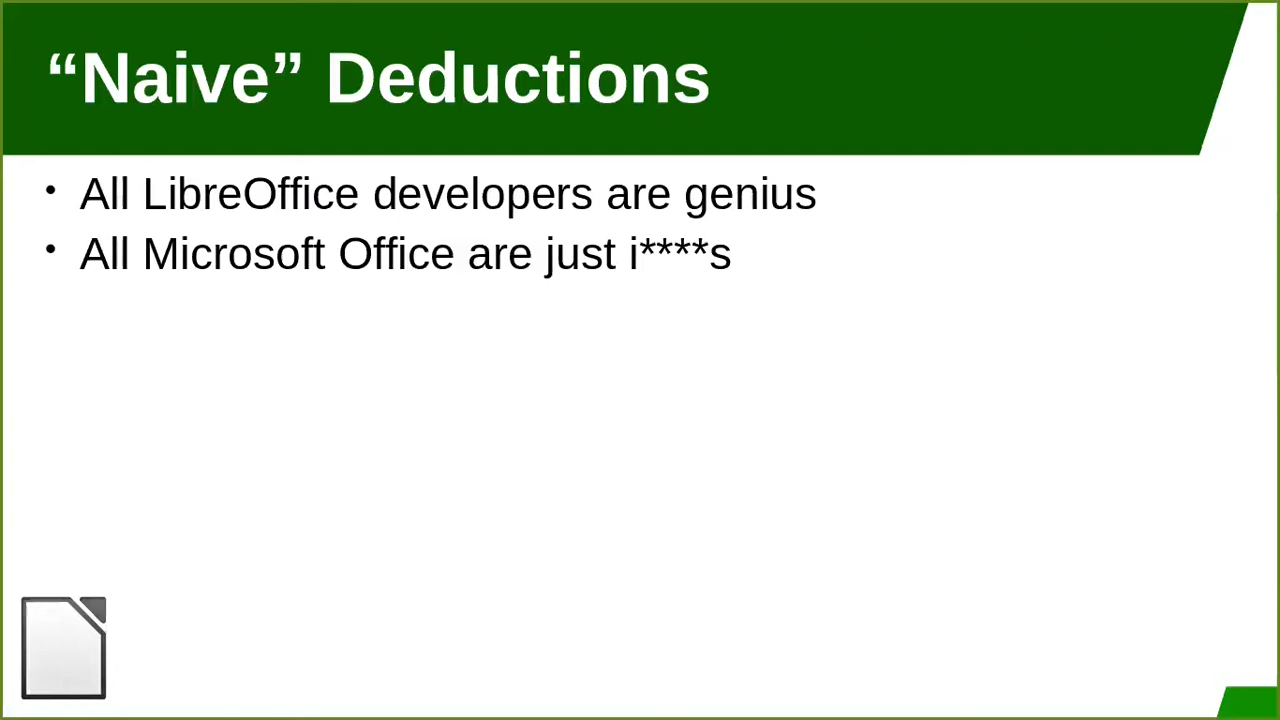 “Naive” Deductions
• All LibreOffice developers are genius
• All Microsoft Office are just i****s